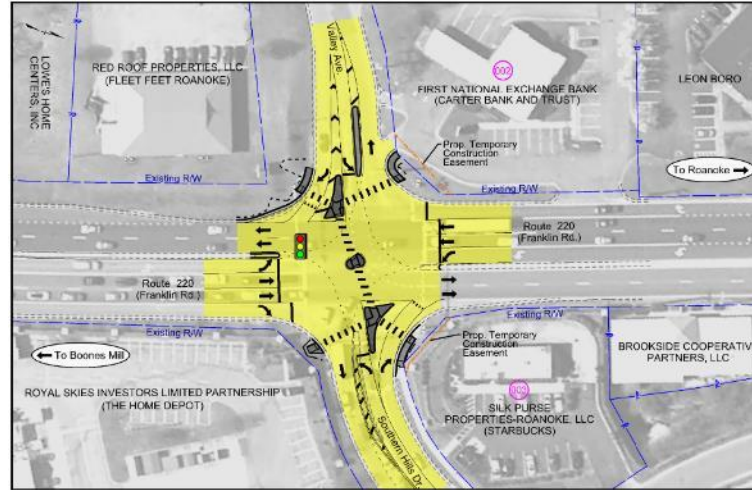 Valley Ave
LOWE'S HOME
CENTERS, INC
RED ROOF PROPERTIES, LLC
(FLEET FEET ROANOKE)
002
FIRST NATIONAL EXCHANGE BANK
(CARTER BANK AND TRUST)
LEON BORO
Prop. Temporary
Construction
Easement
To Roanoke
Existing R/W
Existing R/W
Route 220
(Franklin Rd.)
Route 220
(Franklin Rd.)
Existing R/W
Existing R/W
To Boones Mill
Prop. Temporary
Construction
Easement
BROOKSIDE COOPERATIV
PARTNERS, LLC
ROYAL SKIES INVESTORS LIMITED PARTNERSHIP
(THE HOME DEPOT)
SILK PURSE
PROPERTIES-ROANOKE, LLC
(STARBUCKS)
Southern Hills Dr.